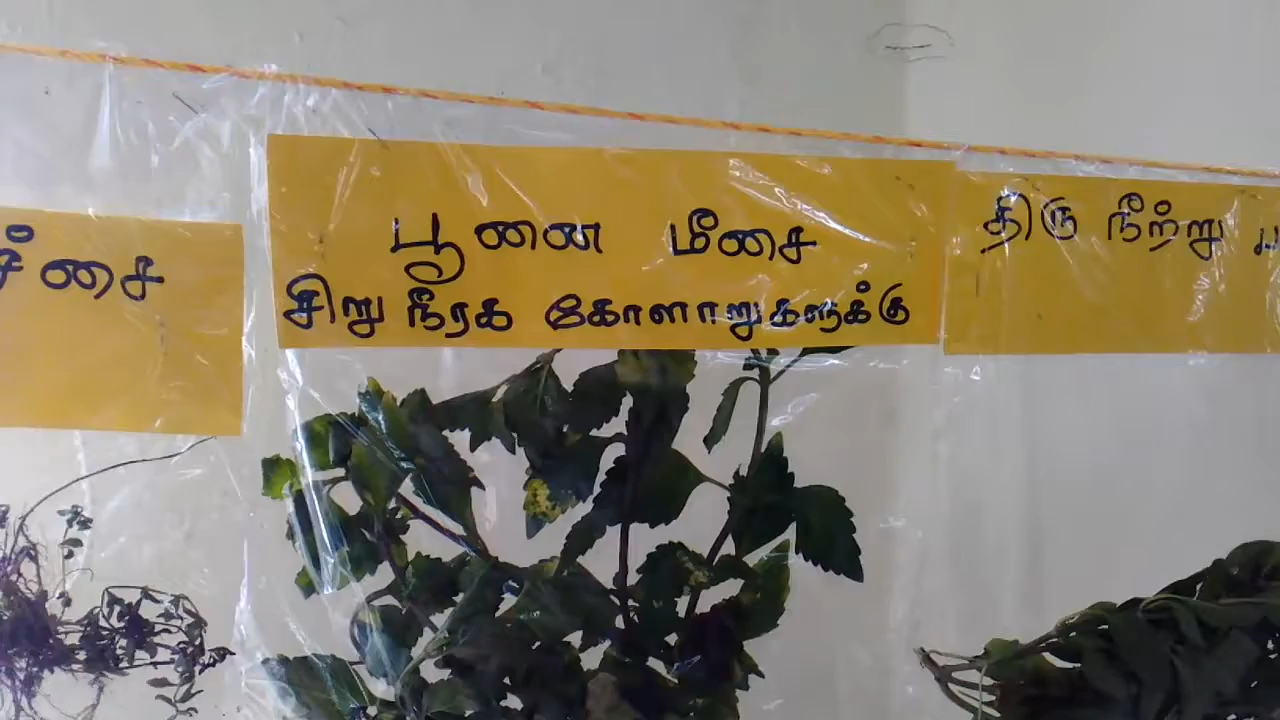 பூனை மீசை
சிறு நீரக கோளாறுகளுக்கு
திரு நீற்று